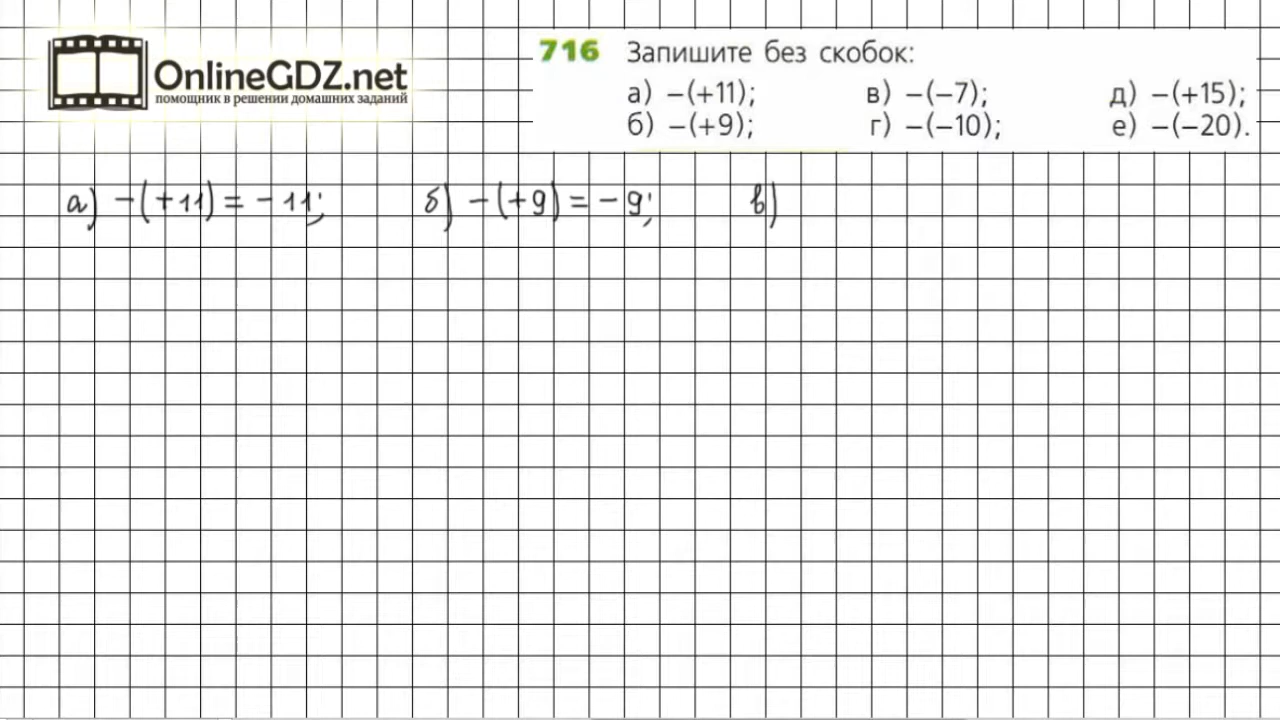 OnlineGDZ.net
помощник в решении домашних заданий
716 Запишите без скобок:
а) −(+11); в) −(−7); д) −(+15);
б) −(+9); г) −(−10); е) −(−20).
а) −(+11) = −11; б) −(+9) = −9; в)